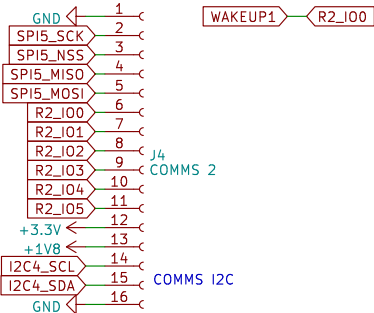 GND 1
SPI5_SCK 2
SPI5_NSS 3
SPI5_MISO 4
SPI5_MOSI 5
R2_IO0 6
R2_IO1 7
R2_IO2 8
R2_IO3 9
R2_IO4 10
R2_IO5 11
+3.3V 12
+1V8 13
I2C4_SCL 14
I2C4_SDA 15
GND 16
J4
COMMS 2
COMMS I2C
WAKEUP1 R2_IO0